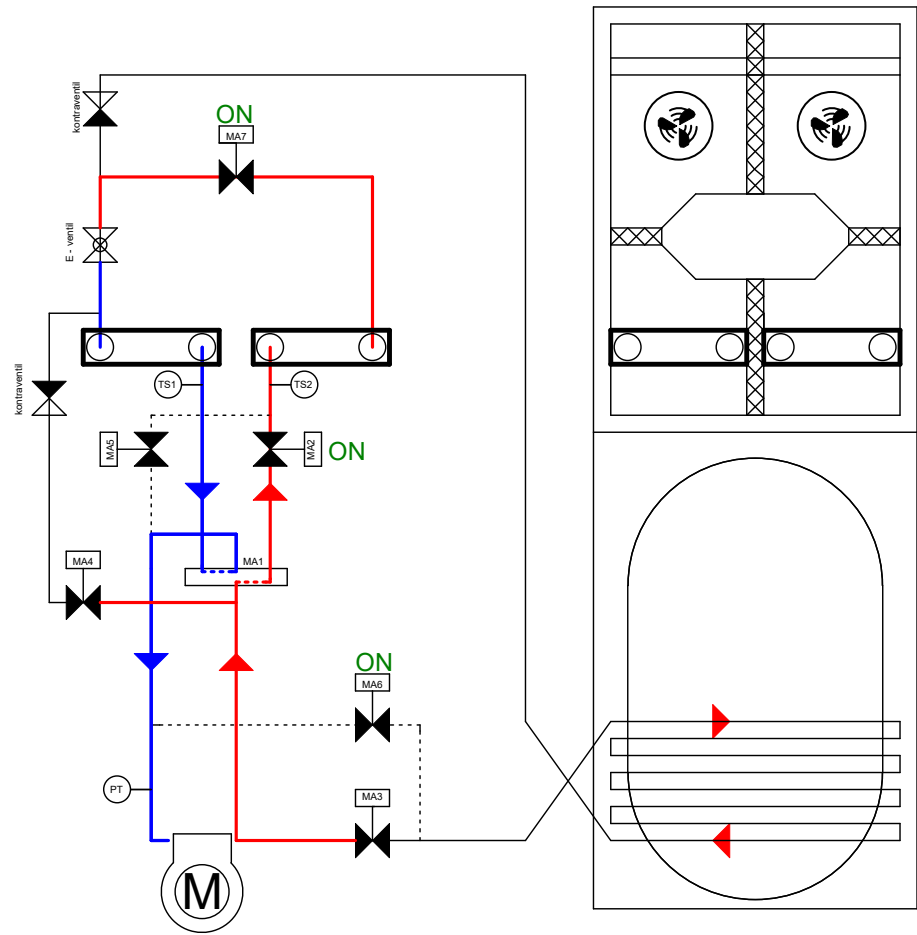 kontraventil
ON
MA7
E - ventil
kontraventil
TS1
TS2
MA5
MA2
ON
MA1
MA4
ON
MA6
PT
MA3
M